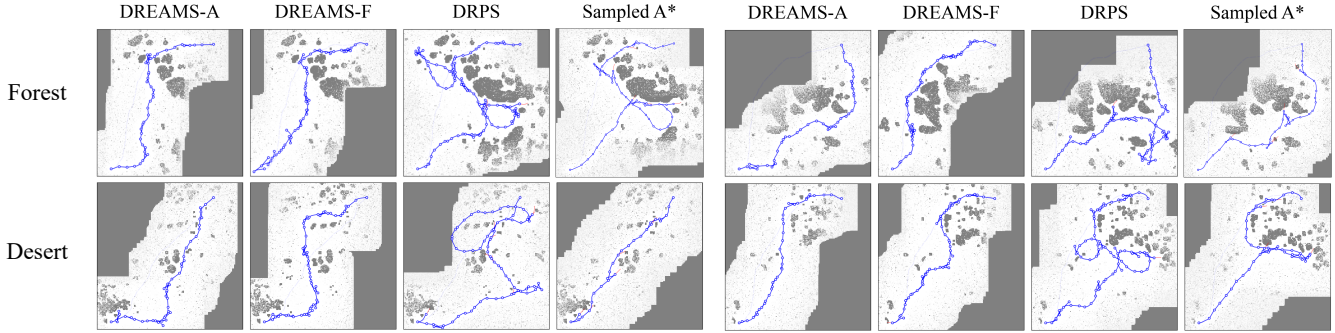 DREAMS-A DREAMS-F DRPS Sampled A* DREAMS-A DREAMS-F DRPS Sampled A*
Forest
Desert